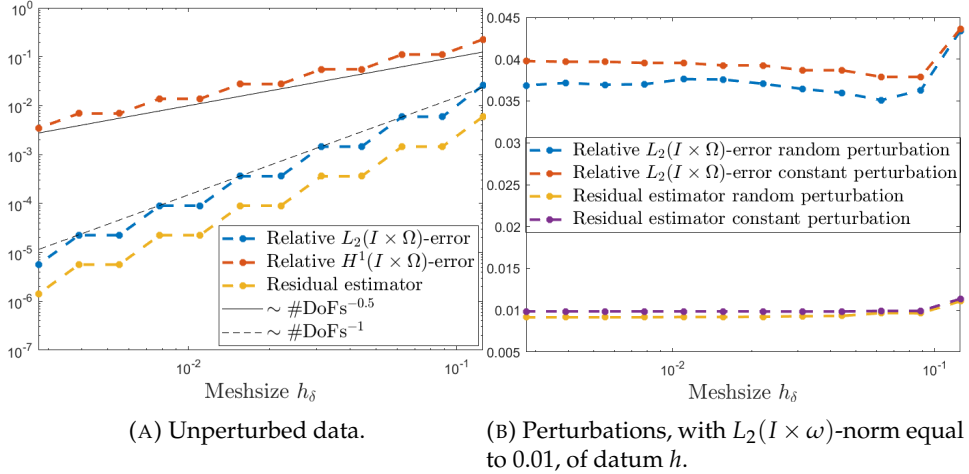 10^0
10^-1
10^-2
10^-3
10^-4
10^-5
10^-6
10^-7
Relative L_2(I × Ω)-error
Relative H^1(I × Ω)-error
Residual estimator
∼ #DoFs^-0.5
∼ #DoFs^-1
10^-2 10^-1
Meshsize h_δ
(A) Unperturbed data.
0.045
0.04
0.035
0.03
0.025
0.02
0.015
0.01
0.005
Relative L_2(I × Ω)-error random perturbation
Relative L_2(I × Ω)-error constant perturbation
Residual estimator random perturbation
Residual estimator constant perturbation
10^-2 10^-1
Meshsize h_δ
(B) Perturbations, with L_2(I × ω)-norm equal
to 0.01, of datum h.